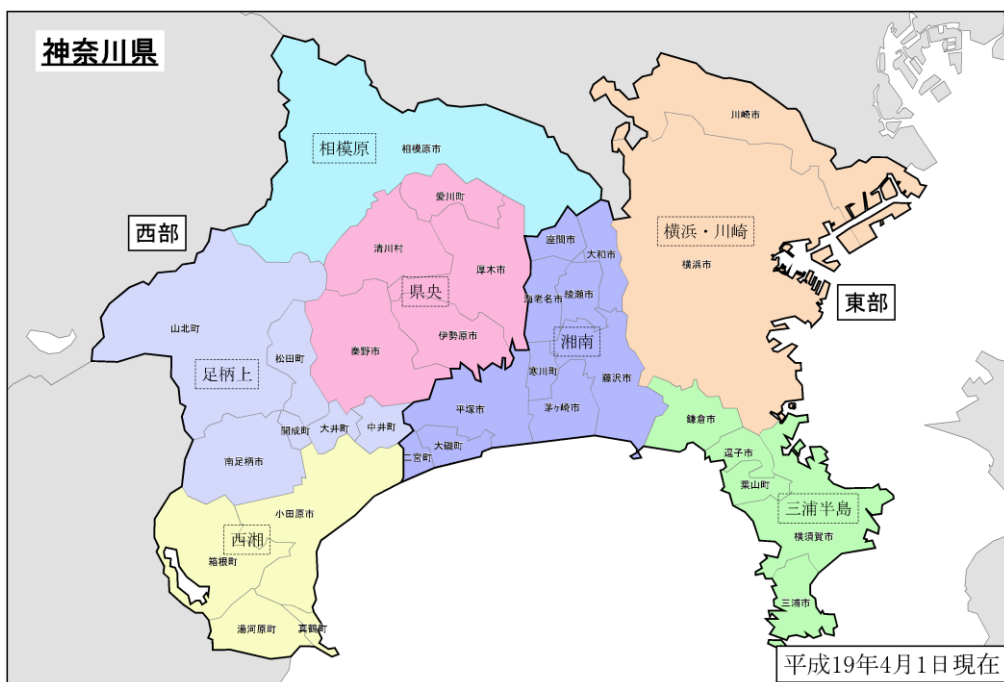 神奈川県
川崎市
相模原
相模原市
愛川町
西部
清川村
座間市
大和市
横浜・川崎
横浜市
厚木市
県央
海老名市
綾瀬市
東部
山北町
伊勢原市
湘南
秦野市
松田町
足柄上
寒川町
藤沢市
平塚市
茅ヶ崎市
鎌倉市
開成町
大井町
中井町
大磯町
二宮町
南足柄市
逗子市
葉山町
三浦半島
小田原市
西湘
横須賀市
箱根町
三浦市
湯河原町
真鶴町
平成19年4月1日現在